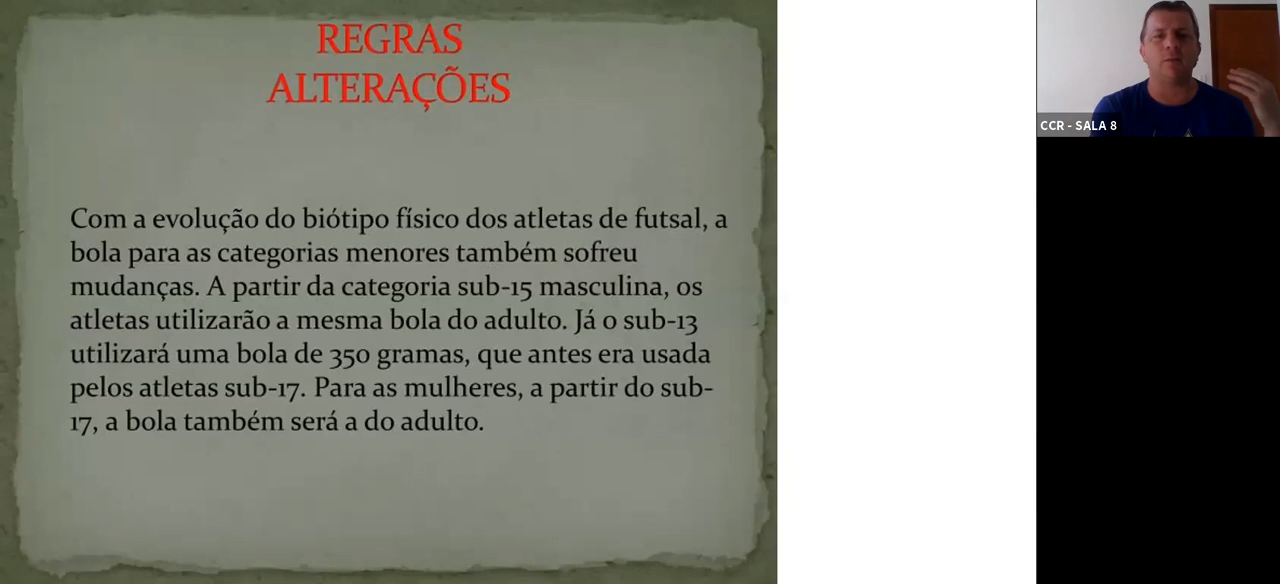 REGRAS
ALTERAÇÕES
Com a evolução do biótipo físico dos atletas de futsal, a
bola para as categorias menores também sofreu
mudanças. A partir da categoria sub-15 masculina, os
atletas utilizarão a mesma bola do adulto. Já o sub-13
utilizará uma bola de 350 gramas, que antes era usada
pelos atletas sub-17. Para as mulheres, a partir do sub-
17, a bola também será a do adulto.
CCR - SALA 8